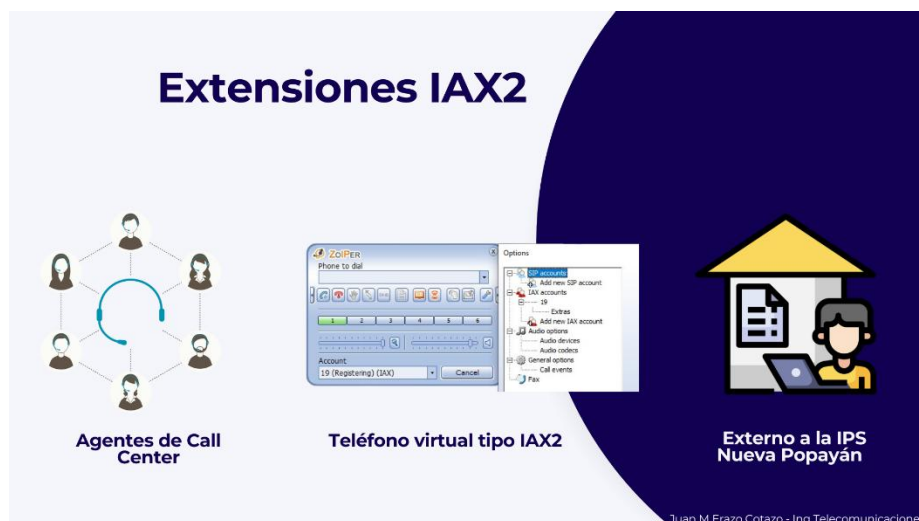 Extensiones IAX2
ZoIPER
Phone to dial
1 2 3 4 5 6
Account
19 (Registering) (IAX)
Cancel
Options
SIP accounts
Add new SIP account
IAX accounts
19
Extras
Add new IAX account
Audio options
Audio devices
Audio codecs
General options
Call events
Fax
Agentes de Call
Center
Teléfono virtual tipo IAX2
Externo a la IPS
Nueva Popayán
Juan M Erazo Cotazo - Ing Telecomunicacione